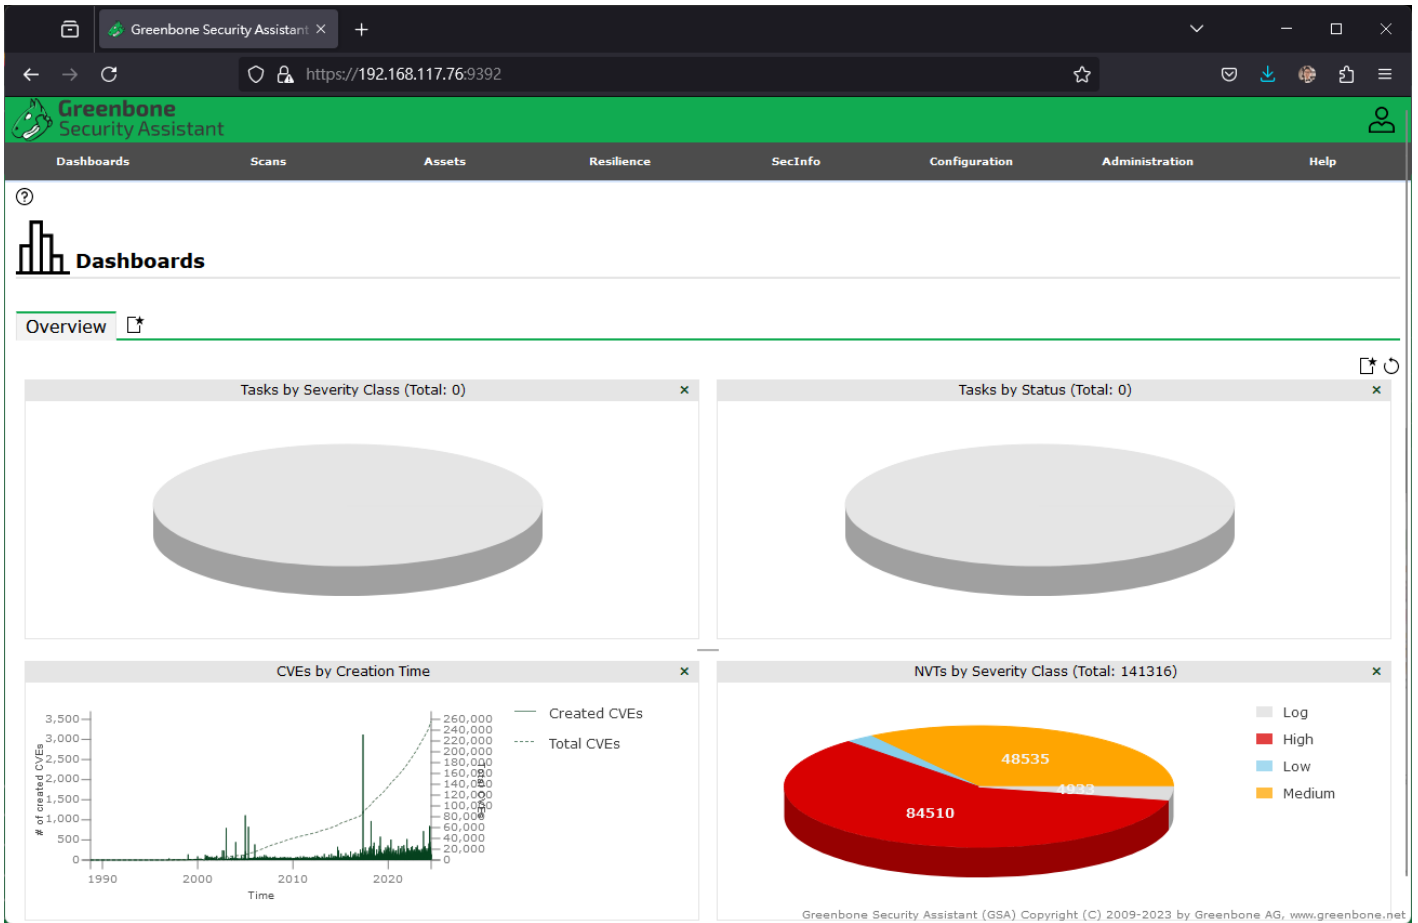 Greenbone Security Assistant
https://192.168.117.76:9392
Greenbone
Security Assistant
Dashboards Scans Assets Resilience SecInfo Configuration Administration Help
Dashboards
Overview
Tasks by Severity Class (Total: 0)
Tasks by Status (Total: 0)
CVEs by Creation Time
3,500
3,000
2,500
2,000
1,500
1,000
500
0
# of created CVEs
1990 2000 2010 2020
Time
260,000
240,000
220,000
200,000
180,000
160,000
140,000
120,000
100,000
80,000
60,000
40,000
20,000
0
Total CVEs
Created CVEs
Total CVEs
NVTs by Severity Class (Total: 141316)
48535
4933
84510
Log
High
Low
Medium
Greenbone Security Assistant (GSA) Copyright (C) 2009-2023 by Greenbone AG, www.greenbone.net